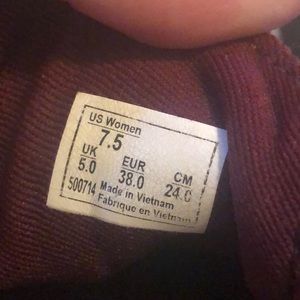 US Women
7.5
UK EUR CM
5.0 38.0 24.0
500714 Made in Vietnam
Fabrique en Vietnam